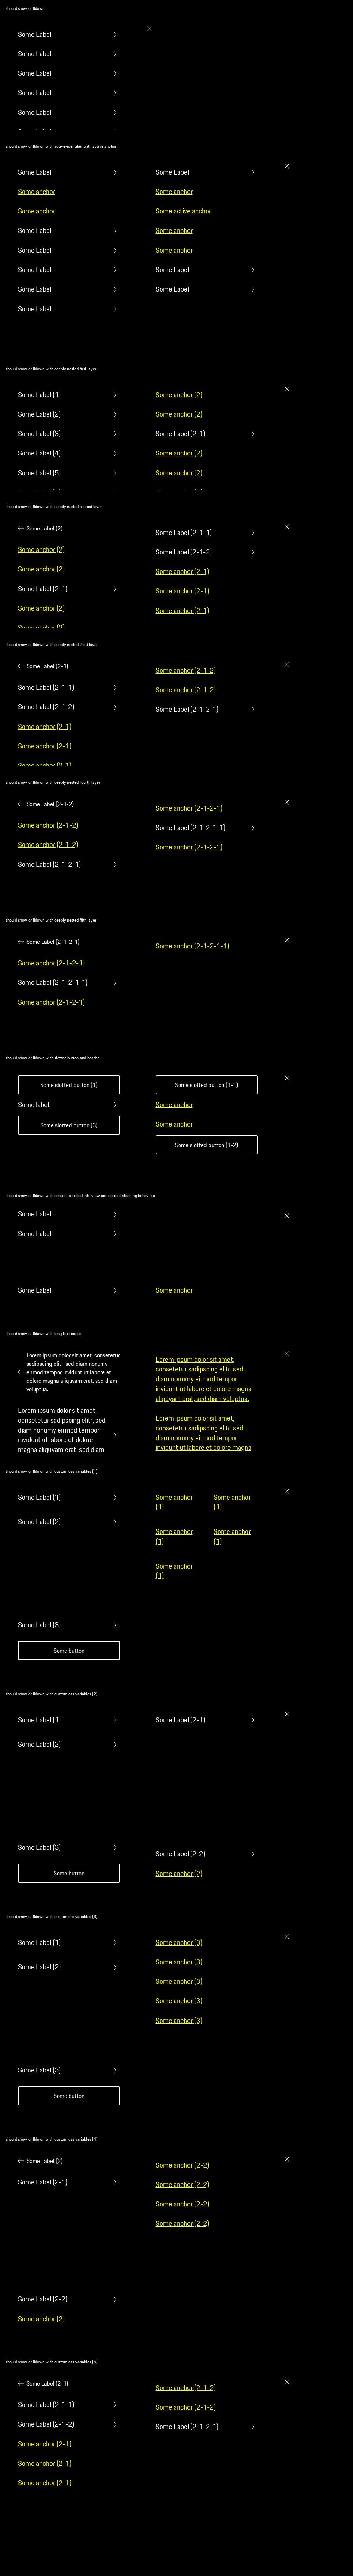 should show drilldown
Some Label
Some Label
Some Label
Some Label
Some Label
should show drilldown with active-identifier with active anchor
Some Label
Some anchor
Some anchor
Some Label
Some Label
Some Label
Some Label
Some Label
Some Label
Some anchor
Some active anchor
Some anchor
Some anchor
Some Label
Some Label
should show drilldown with deeply nested first layer
Some Label (1)
Some Label (2)
Some Label (3)
Some Label (4)
Some Label (5)
Some anchor (2)
Some anchor (2)
Some Label (2-1)
Some anchor (2)
Some anchor (2)
should show drilldown with deeply nested second layer
Some Label (2)
Some anchor (2)
Some anchor (2)
Some Label (2-1)
Some anchor (2)
Some anchor (2)
Some Label (2-1-1)
Some Label (2-1-2)
Some anchor (2-1)
Some anchor (2-1)
Some anchor (2-1)
should show drilldown with deeply nested third layer
Some Label (2-1)
Some Label (2-1-1)
Some Label (2-1-2)
Some anchor (2-1)
Some anchor (2-1)
Some anchor (2-1)
Some anchor (2-1-2)
Some anchor (2-1-2)
Some Label (2-1-2-1)
should show drilldown with deeply nested fourth layer
Some Label (2-1-2)
Some anchor (2-1-2)
Some anchor (2-1-2)
Some Label (2-1-2-1)
Some anchor (2-1-2-1)
Some Label (2-1-2-1-1)
Some anchor (2-1-2-1)
should show drilldown with deeply nested fifth layer
Some Label (2-1-2-1)
Some anchor (2-1-2-1)
Some Label (2-1-2-1-1)
Some anchor (2-1-2-1)
Some anchor (2-1-2-1-1)
should show drilldown with slotted button and header
Some slotted button (1)
Some label
Some slotted button (3)
Some slotted button (1-1)
Some anchor
Some anchor
Some slotted button (1-2)
should show drilldown with content scrolled into view and correct stacking behaviour
Some Label
Some Label
Some Label
Some anchor
should show drilldown with long text nodes
Lorem ipsum dolor sit amet, consetetur
sadipscing elitr, sed diam nonumy
eirmod tempor invidunt ut labore et
dolore magna aliquyam erat, sed diam
voluptua.
Lorem ipsum dolor sit amet,
consetetur sadipscing elitr, sed
diam nonumy eirmod tempor
invidunt ut labore et dolore
magna aliquyam erat, sed diam
Lorem ipsum dolor sit amet,
consetetur sadipscing elitr, sed
diam nonumy eirmod tempor
invidunt ut labore et dolore magna
aliquyam erat, sed diam voluptua.
Lorem ipsum dolor sit amet,
consetetur sadipscing elitr, sed
diam nonumy eirmod tempor
invidunt ut labore et dolore magna
should show drilldown with custom css variables (1)
Some Label (1)
Some Label (2)
Some Label (3)
Some button
Some anchor
(1)
Some anchor
(1)
Some anchor
(1)
Some anchor
(1)
Some anchor
(1)
should show drilldown with custom css variables (2)
Some Label (1)
Some Label (2)
Some Label (3)
Some button
Some Label (2-1)
Some Label (2-2)
Some anchor (2)
should show drilldown with custom css variables (3)
Some Label (1)
Some Label (2)
Some Label (3)
Some button
Some anchor (3)
Some anchor (3)
Some anchor (3)
Some anchor (3)
Some anchor (3)
should show drilldown with custom css variables (4)
Some Label (2)
Some Label (2-1)
Some Label (2-2)
Some anchor (2)
Some anchor (2-2)
Some anchor (2-2)
Some anchor (2-2)
Some anchor (2-2)
should show drilldown with custom css variables (5)
Some Label (2-1)
Some Label (2-1-1)
Some Label (2-1-2)
Some anchor (2-1)
Some anchor (2-1)
Some anchor (2-1)
Some anchor (2-1-2)
Some anchor (2-1-2)
Some Label (2-1-2-1)